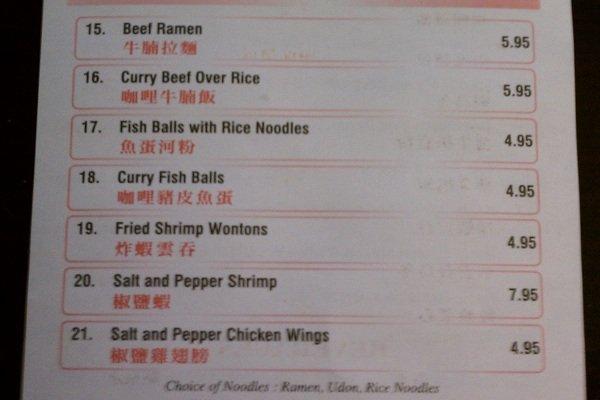 15. Beef Ramen 5.95
牛腩拉麵
16. Curry Beef Over Rice 5.95
咖哩牛腩飯
17. Fish Balls with Rice Noodles 4.95
魚蛋河粉
18. Curry Fish Balls 4.95
咖哩豬皮魚蛋
19. Fried Shrimp Wontons 4.95
炸蝦雲吞
20. Salt and Pepper Shrimp 7.95
椒鹽蝦
21. Salt and Pepper Chicken Wings 4.95
椒鹽雞翅膀
Choice of Noodles : Ramen, Udon, Rice Noodles